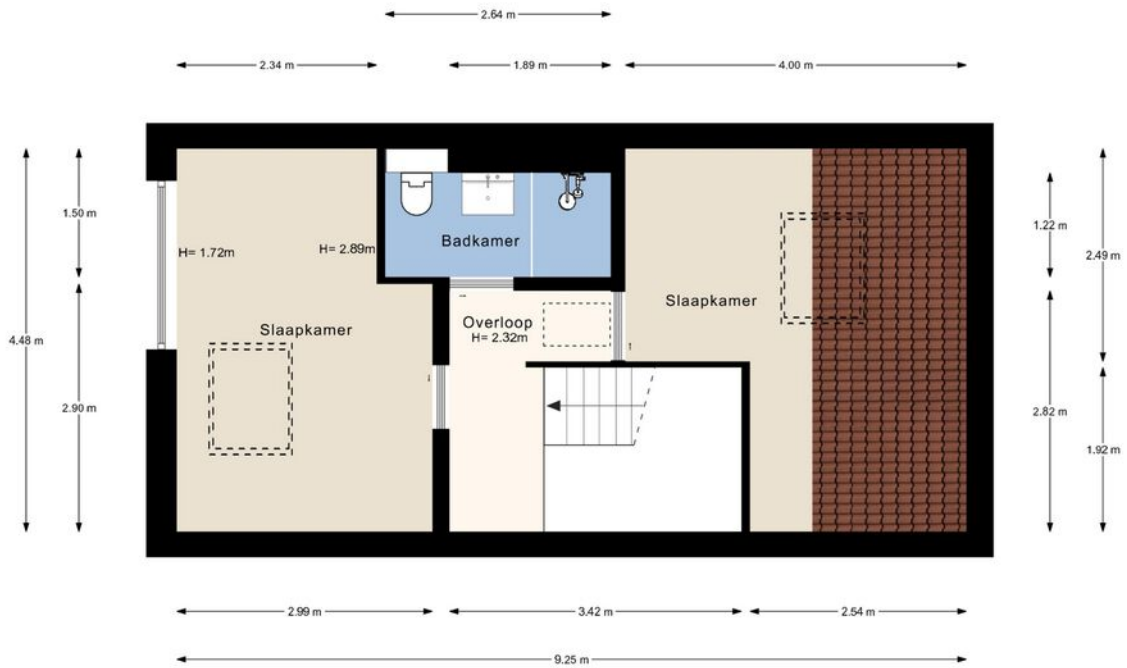 2.64 m
2.34 m
1.89 m
4.00 m
4.48 m
1.50 m
2.90 m
H= 1.72m
H= 2.89m
Badkamer
Slaapkamer
Overloop
H= 2.32m
Slaapkamer
1.22 m
2.49 m
2.82 m
1.92 m
2.99 m
3.42 m
2.54 m
9.25 m